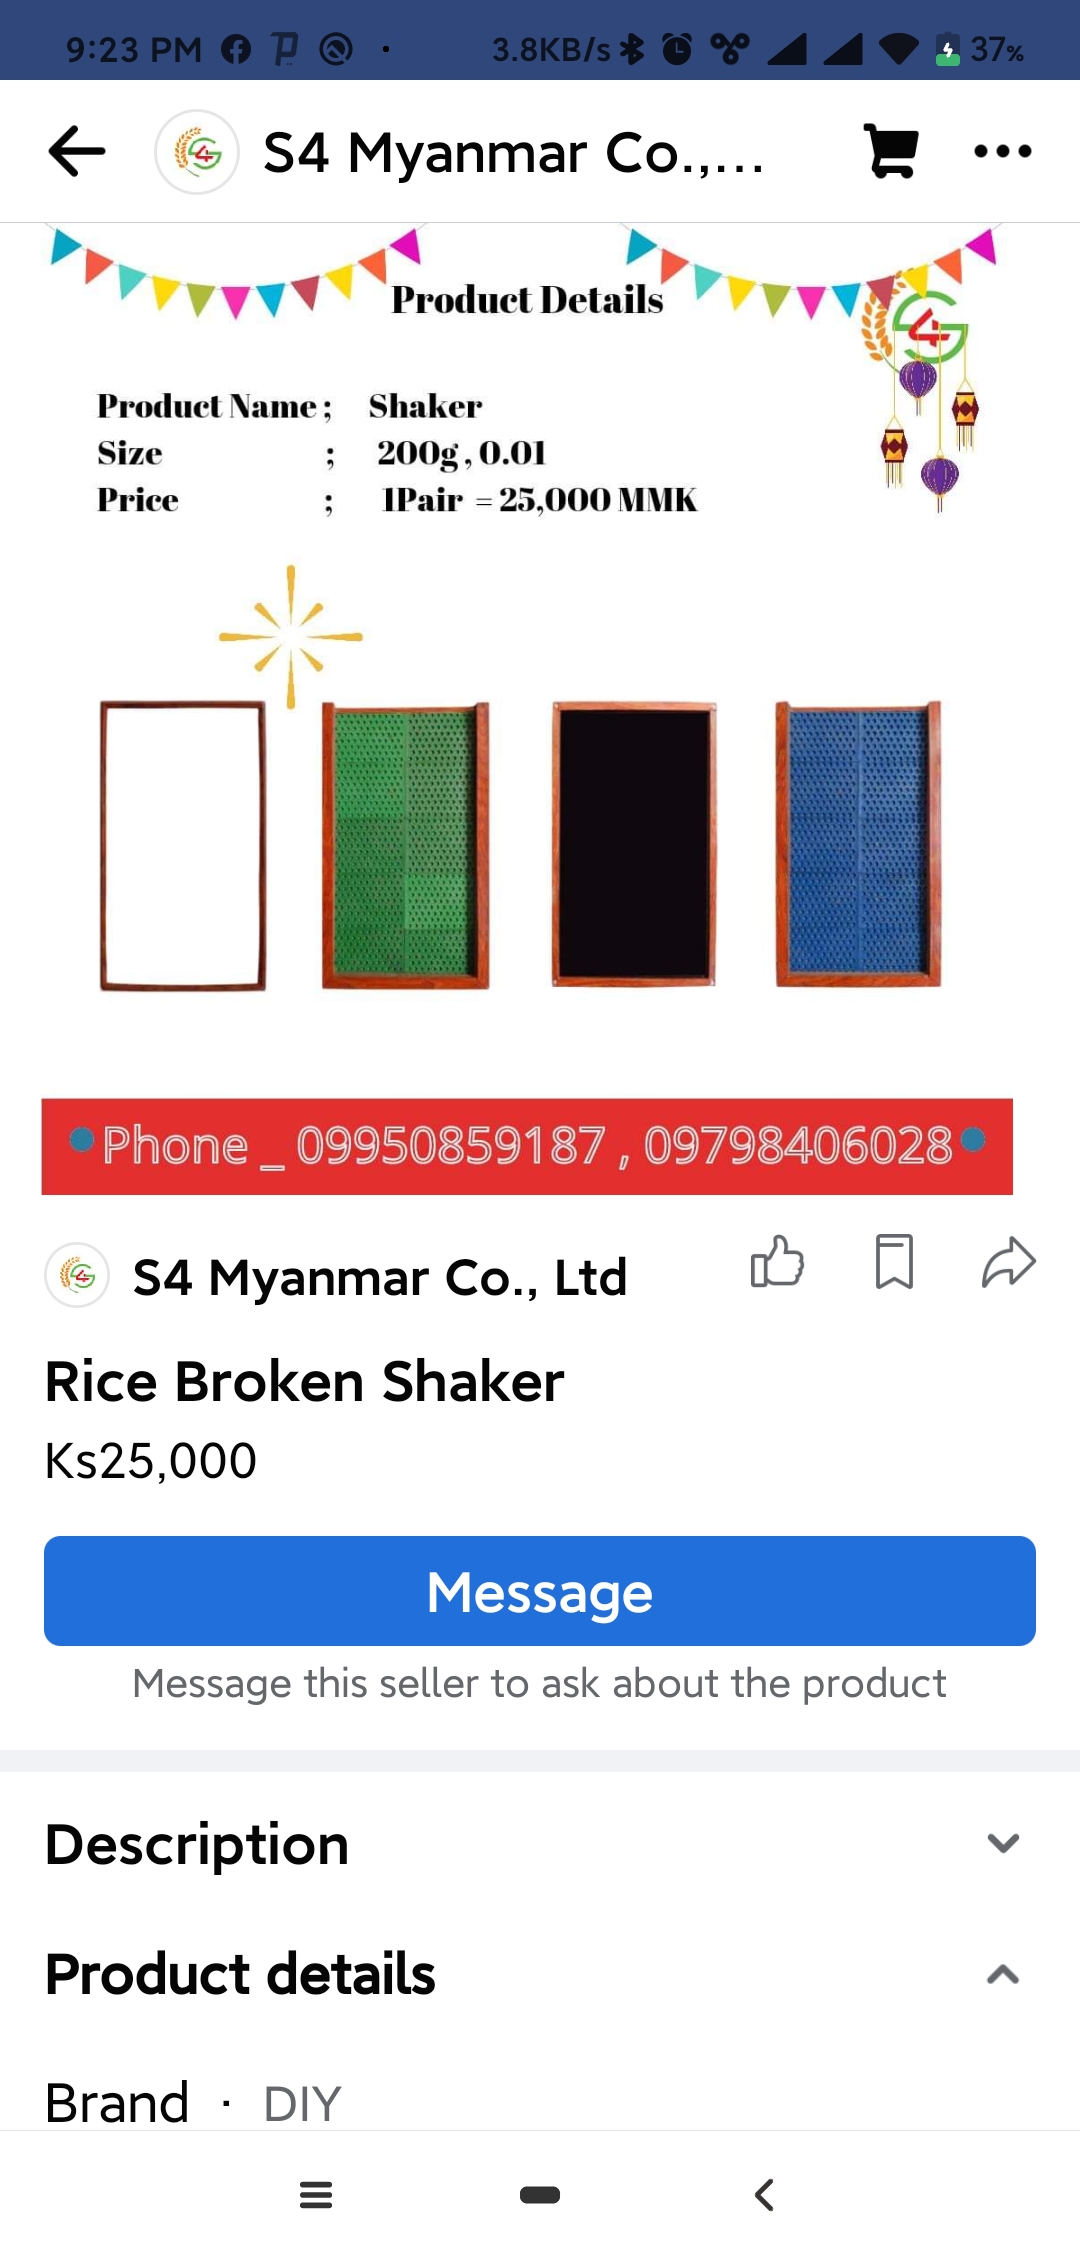 9:23 PM 3.8KB/s 37%
S4 Myanmar Co.,...
Product Details
Product Name ; Shaker
Size ; 200g , 0.01
Price ; 1Pair = 25,000 MMK
Phone _ 09950859187 , 09798406028
S4 Myanmar Co., Ltd
Rice Broken Shaker
Ks25,000
Message
Message this seller to ask about the product
Description
Product details
Brand · DIY